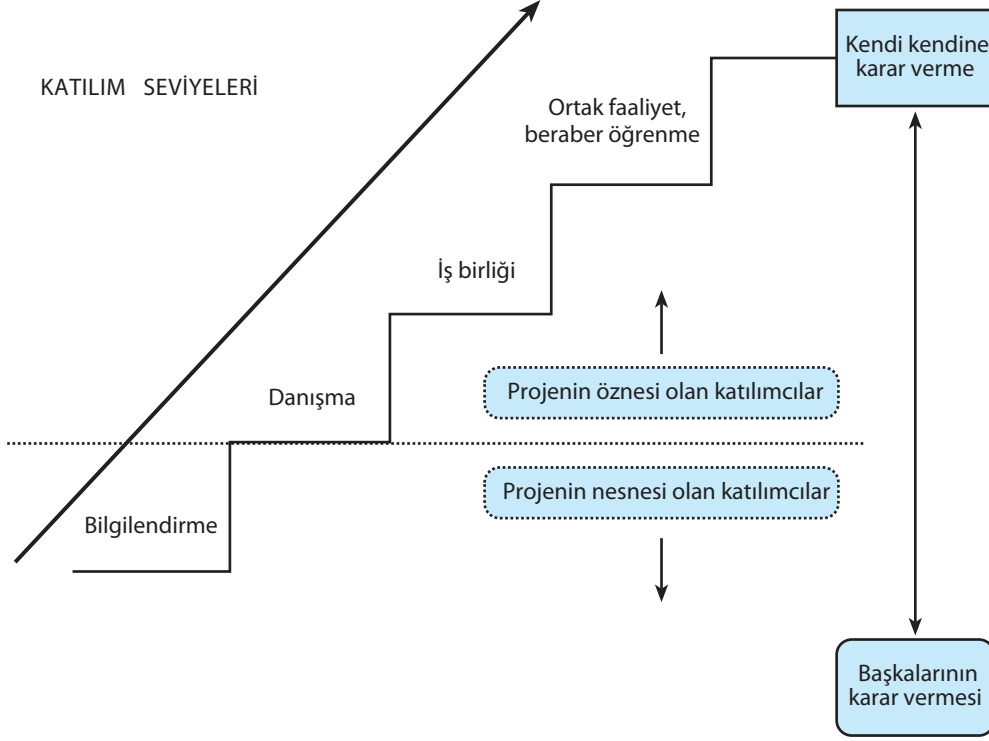 Kendi kendine
karar verme
KATILIM SEVİYELERİ
Ortak faaliyet,
beraber öğrenme
İş birliği
Danışma
Projenin öznesi olan katılımcılar
Projenin nesnesi olan katılımcılar
Bilgilendirme
Başkalarının
karar vermesi